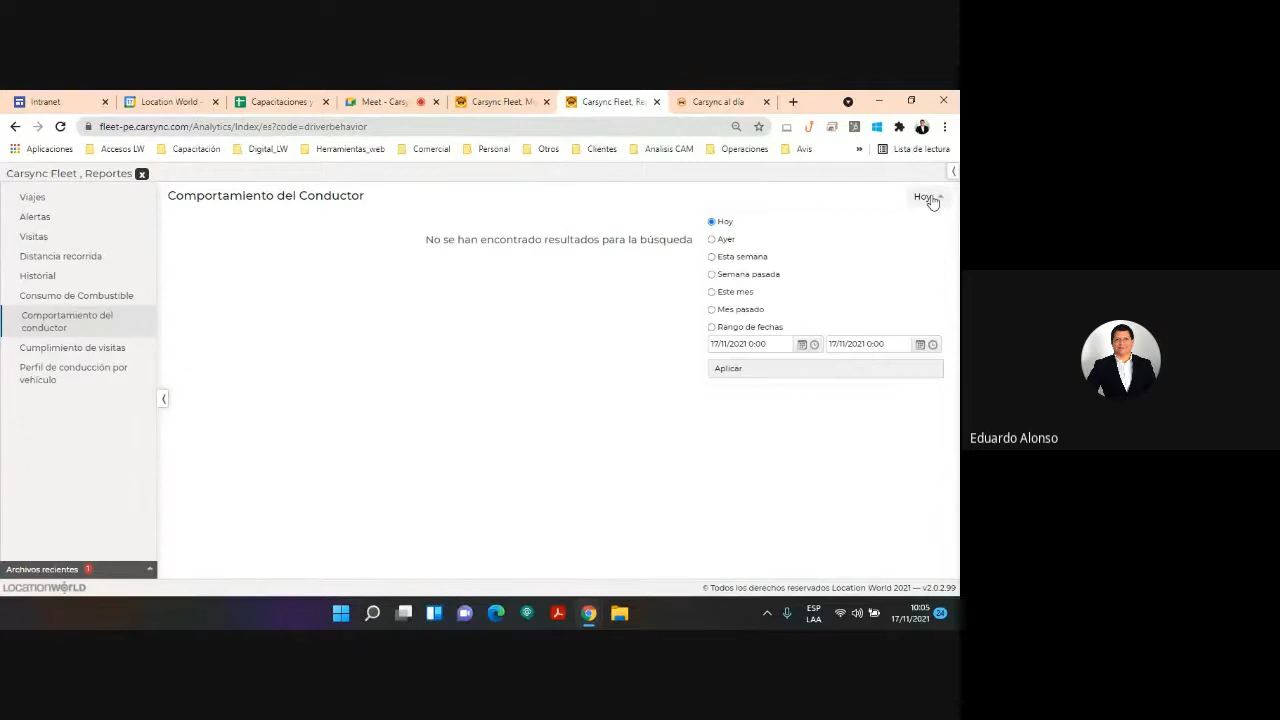 Intranet
Location World -
Capacitaciones y
Meet - Carsy
Carsync Fleet, M
Carsync Fleet, Re
Carsync al día
fleet-pe.carsync.com/Analytics/Index/es?code=driverbehavior
Aplicaciones
Accesos LW
Capacitación
Digital_LW
Herramientas_web
Comercial
Personal
Otros
Clientes
Analisis CAM
Operaciones
Avis
»
Lista de lectura
Carsync Fleet , Reportes x
Viajes
Alertas
Visitas
Distancia recorrida
Historial
Consumo de Combustible
Comportamiento del
conductor
Cumplimiento de visitas
Perfil de conducción por
vehículo
Archivos recientes 1
LOCATIONWORLD
Comportamiento del Conductor
Hoy
No se han encontrado resultados para la búsqueda
Hoy
Ayer
Esta semana
Semana pasada
Este mes
Mes pasado
Rango de fechas
17/11/2021 0:00
17/11/2021 0:00
Aplicar
© Todos los derechos reservados Location World 2021 — v2.0.2.99
ESP
LAA
10:05
17/11/2021
24
Eduardo Alonso